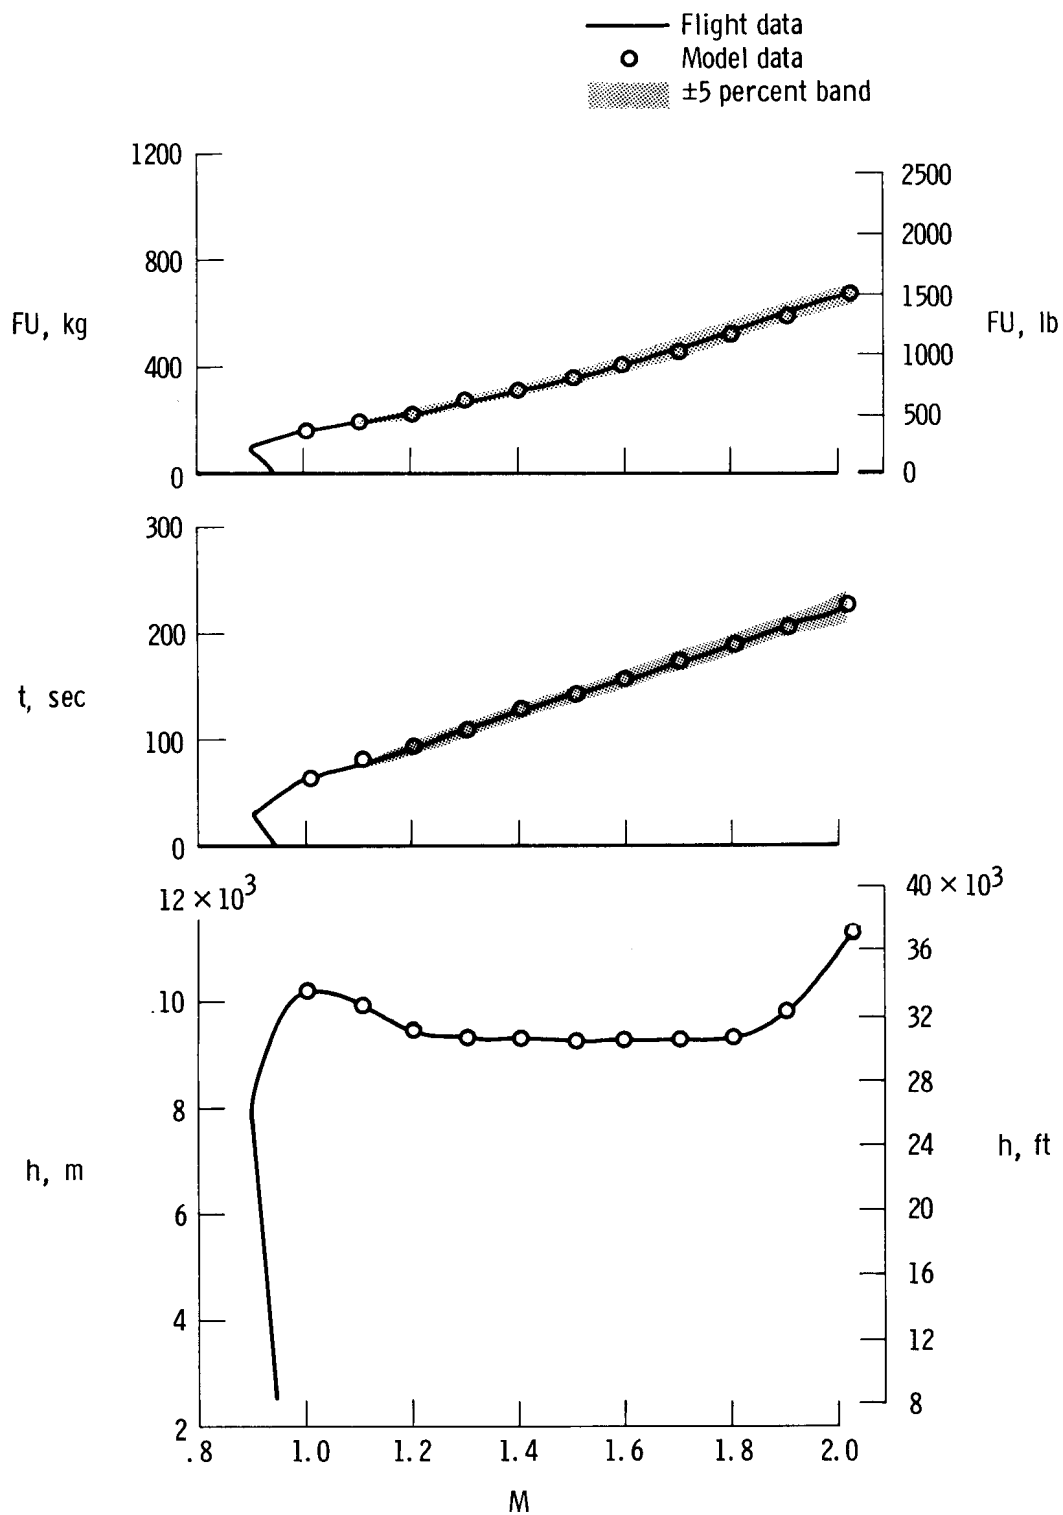 Flight data
Model data
±5 percent band
1200
800
400
0
FU, kg
2500
2000
1500
1000
500
0
FU, lb
300
200
100
0
t, sec
12 × 10³
10
8
6
4
2
h, m
40 × 10³
36
32
28
24
20
16
12
8
h, ft
.8 1.0 1.2 1.4 1.6 1.8 2.0
M